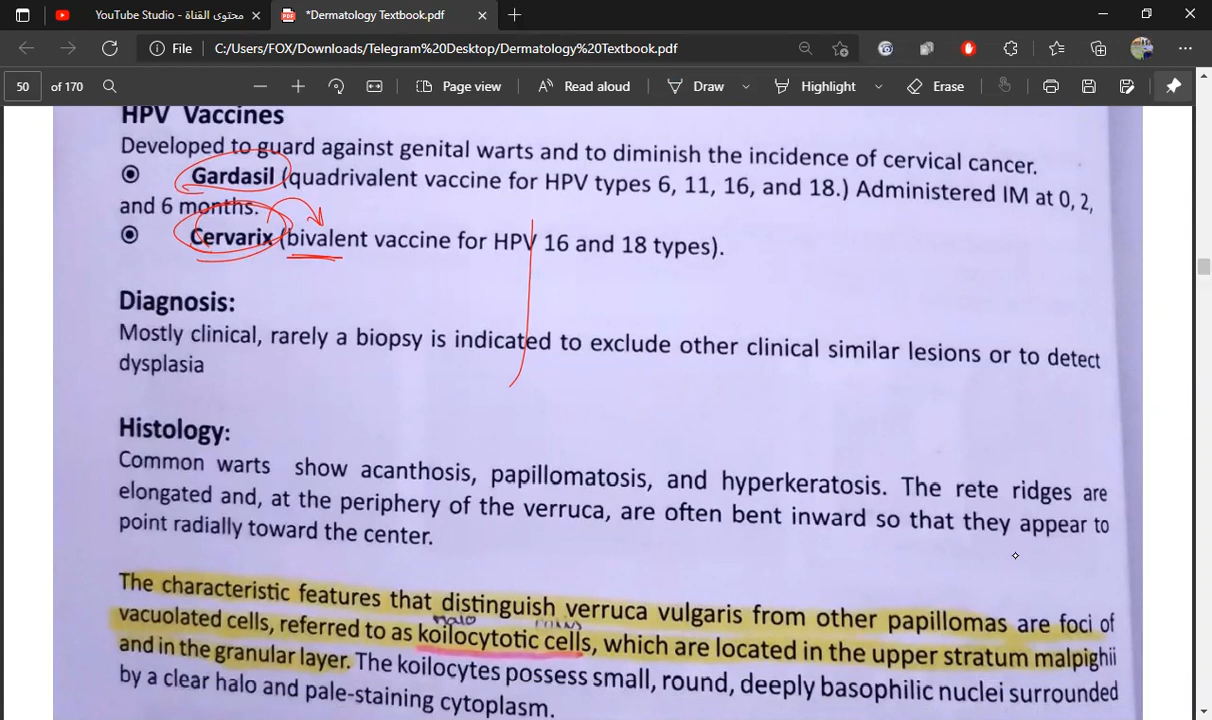 YouTube Studio - محتوى القناة
*Dermatology Textbook.pdf
File C:/Users/FOX/Downloads/Telegram%20Desktop/Dermatology%20Textbook.pdf
50 of 170 Page view Read aloud Draw Highlight Erase
HPV Vaccines
Developed to guard against genital warts and to diminish the incidence of cervical cancer.
Gardasil (quadrivalent vaccine for HPV types 6, 11, 16, and 18.) Administered IM at 0, 2,
and 6 months.
Cervarix (bivalent vaccine for HPV 16 and 18 types).
Diagnosis:
Mostly clinical, rarely a biopsy is indicated to exclude other clinical similar lesions or to detect
dysplasia
Histology:
Common warts show acanthosis, papillomatosis, and hyperkeratosis. The rete ridges are
elongated and, at the periphery of the verruca, are often bent inward so that they appear to
point radially toward the center.
The characteristic features that distinguish verruca vulgaris from other papillomas are foci of
halo
vacuolated cells, referred to as koilocytotic cells, which are located in the upper stratum malpighii
and in the granular layer. The koilocytes possess small, round, deeply basophilic nuclei surrounded
by a clear halo and pale-staining cytoplasm.